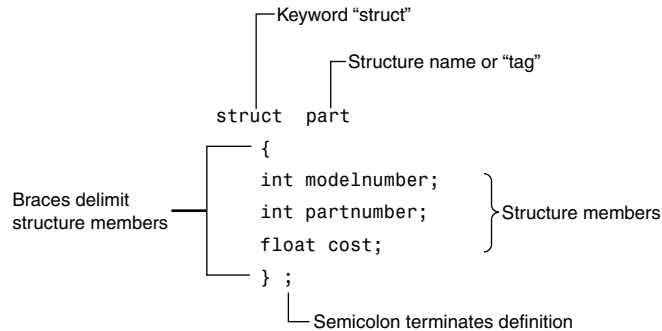 Keyword “struct”
Structure name or “tag”
struct part
{
int modelnumber;
Braces delimit
structure members
int partnumber;
Structure members
float cost;
} ;
Semicolon terminates definition